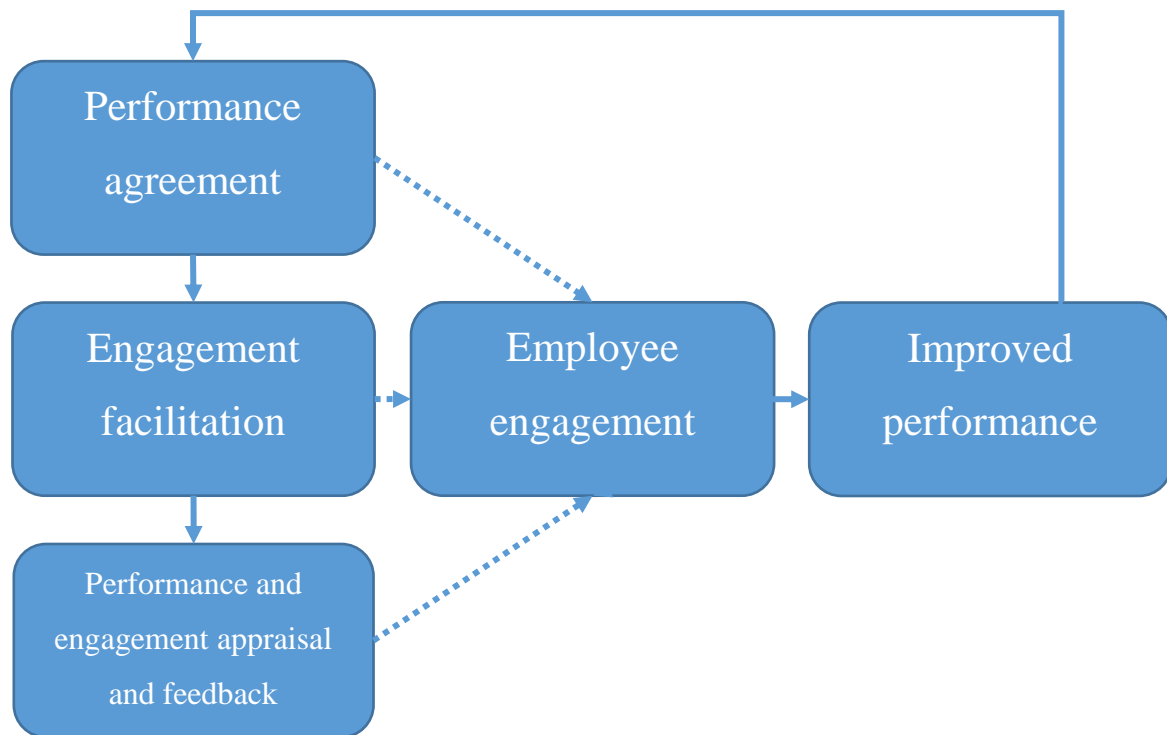 Performance
agreement
Engagement
facilitation
Employee
engagement
Improved
performance
Performance and
engagement appraisal
and feedback